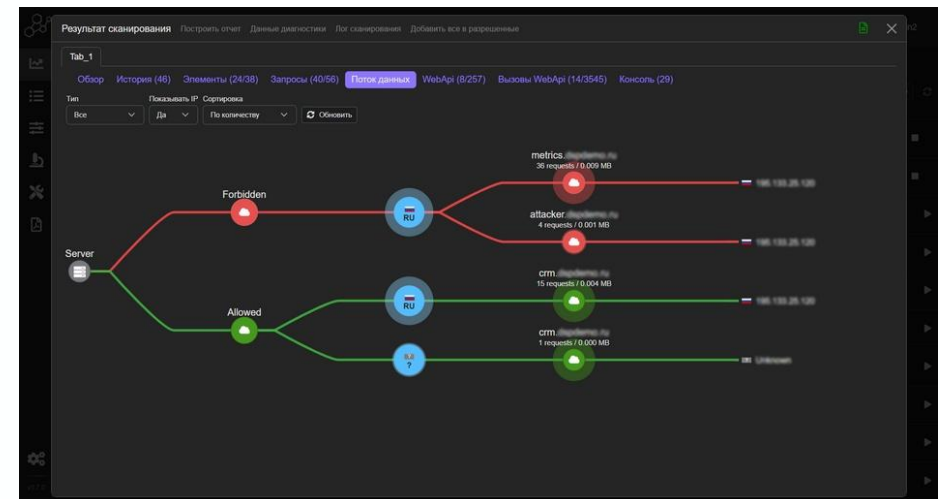 Результат сканирования Построить отчет Данные диагностики Лог сканирования Добавить все в разрешенные
Tab_1
Обзор История (46) Элементы (24/38) Запросы (40/56) Поток данных WebApi (8/257) Вызовы WebApi (14/3545) Консоль (29)
Тип Показывать IP Сортировка
Все Да По количеству Обновить
metrics.
36 requests / 0.009 MB
Forbidden
RU
attacker.
4 requests / 0.001 MB
Server
crm.
15 requests / 0.004 MB
Allowed
RU
crm.
1 requests / 0.000 MB
?